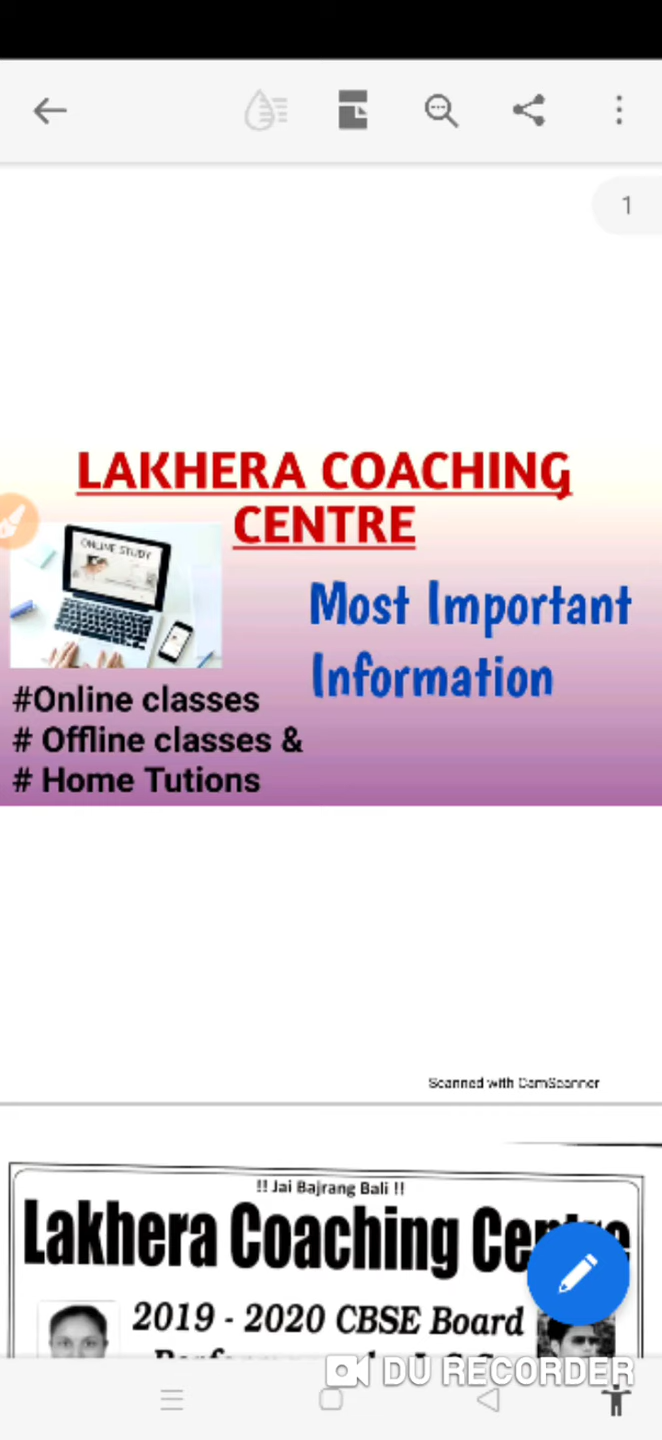 1
LAKHERA COACHING
CENTRE
ONLINE STUDY
Most Important
Information
#Online classes
# Offline classes &
# Home Tutions
Scanned with CamScanner
!! Jai Bajrang Bali !!
Lakhera Coaching Centre
2019 - 2020 CBSE Board
DU RECORDER